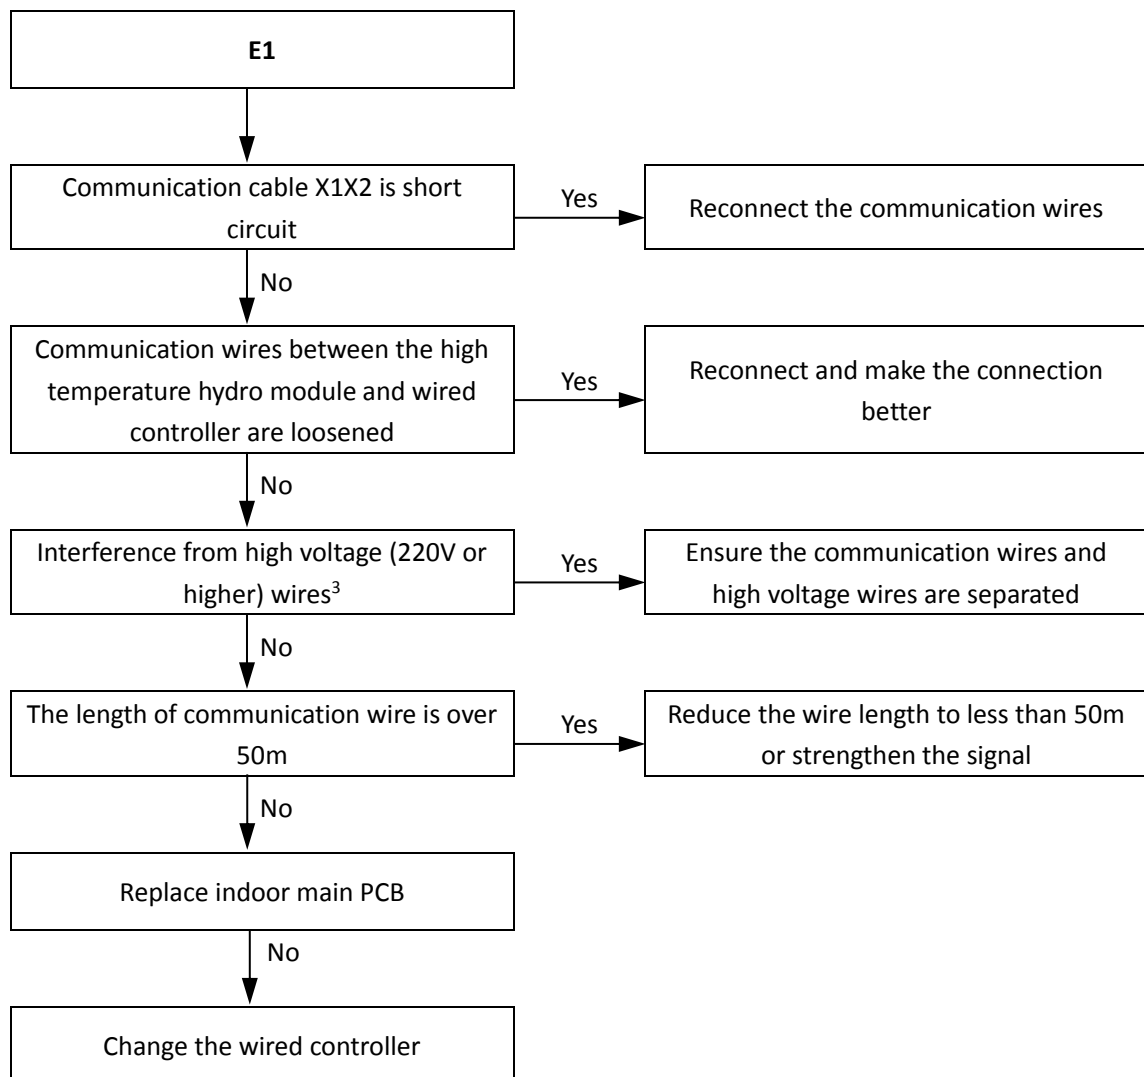 E1
Communication cable X1X2 is short
circuit
Yes
Reconnect the communication wires
No
Communication wires between the high
temperature hydro module and wired
controller are loosened
Yes
Reconnect and make the connection
better
No
Interference from high voltage (220V or
higher) wires³
Yes
Ensure the communication wires and
high voltage wires are separated
No
The length of communication wire is over
50m
Yes
Reduce the wire length to less than 50m
or strengthen the signal
No
Replace indoor main PCB
No
Change the wired controller